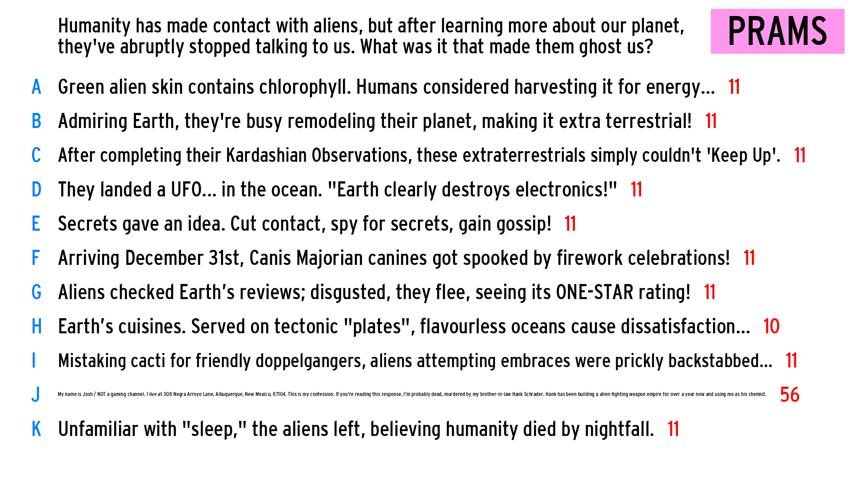 Humanity has made contact with aliens, but after learning more about our planet,
they've abruptly stopped talking to us. What was it that made them ghost us?
PRAMS
A Green alien skin contains chlorophyll. Humans considered harvesting it for energy... 11
B Admiring Earth, they're busy remodeling their planet, making it extra terrestrial! 11
C After completing their Kardashian Observations, these extraterrestrials simply couldn't 'Keep Up'. 11
D They landed a UFO... in the ocean. "Earth clearly destroys electronics!" 11
E Secrets gave an idea. Cut contact, spy for secrets, gain gossip! 11
F Arriving December 31st, Canis Majorian canines got spooked by firework celebrations! 11
G Aliens checked Earth’s reviews; disgusted, they flee, seeing its ONE-STAR rating! 11
H Earth’s cuisines. Served on tectonic "plates", flavourless oceans cause dissatisfaction... 10
I Mistaking cacti for friendly doppelgangers, aliens attempting embraces were prickly backstabbed... 11
J My name is Josh/ NOT a gaming channel. I live at 308 Negra Arroyo Lane, Albuquerque, New Mexico, 87104. This is my confession. If you're reading this response, I'm probably dead, murdered by my brother-in-law Hank Schrader. Hank has been building a alien-fighting weapon empire for over a year now and using me as his chemist. 56
K Unfamiliar with "sleep," the aliens left, believing humanity died by nightfall. 11